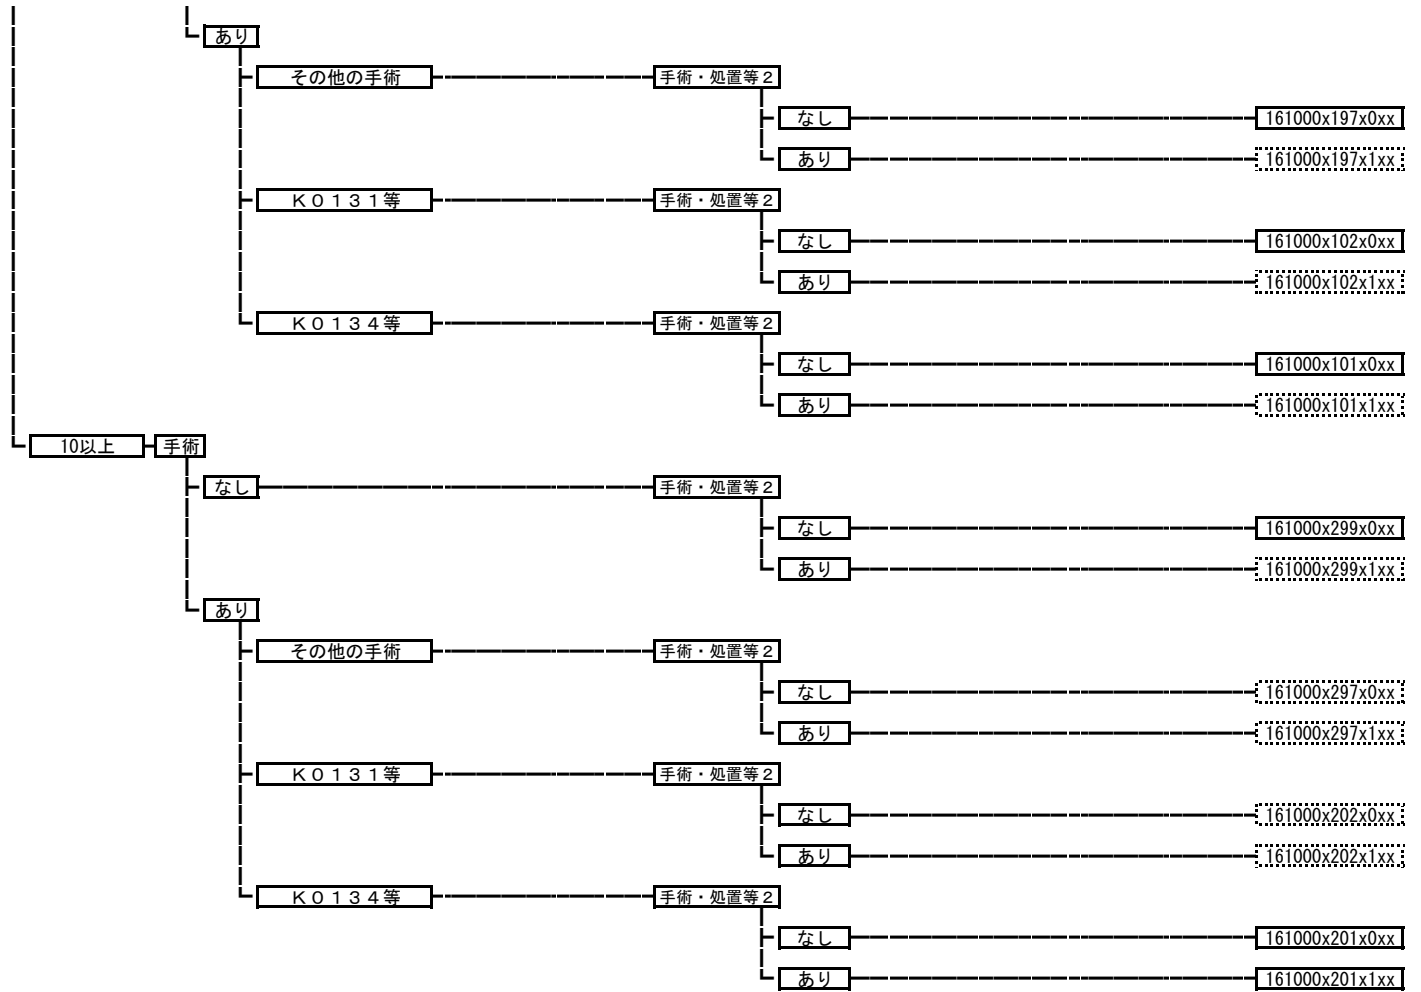 あり
その他の手術 手術・処置等２
なし 161000x197x0xx
あり 161000x197x1xx
Ｋ０１３１等 手術・処置等２
なし 161000x102x0xx
あり 161000x102x1xx
Ｋ０１３４等 手術・処置等２
なし 161000x101x0xx
あり 161000x101x1xx
10以上 手術
なし 手術・処置等２
なし 161000x299x0xx
あり 161000x299x1xx
あり
その他の手術 手術・処置等２
なし 161000x297x0xx
あり 161000x297x1xx
Ｋ０１３１等 手術・処置等２
なし 161000x202x0xx
あり 161000x202x1xx
Ｋ０１３４等 手術・処置等２
なし 161000x201x0xx
あり 161000x201x1xx